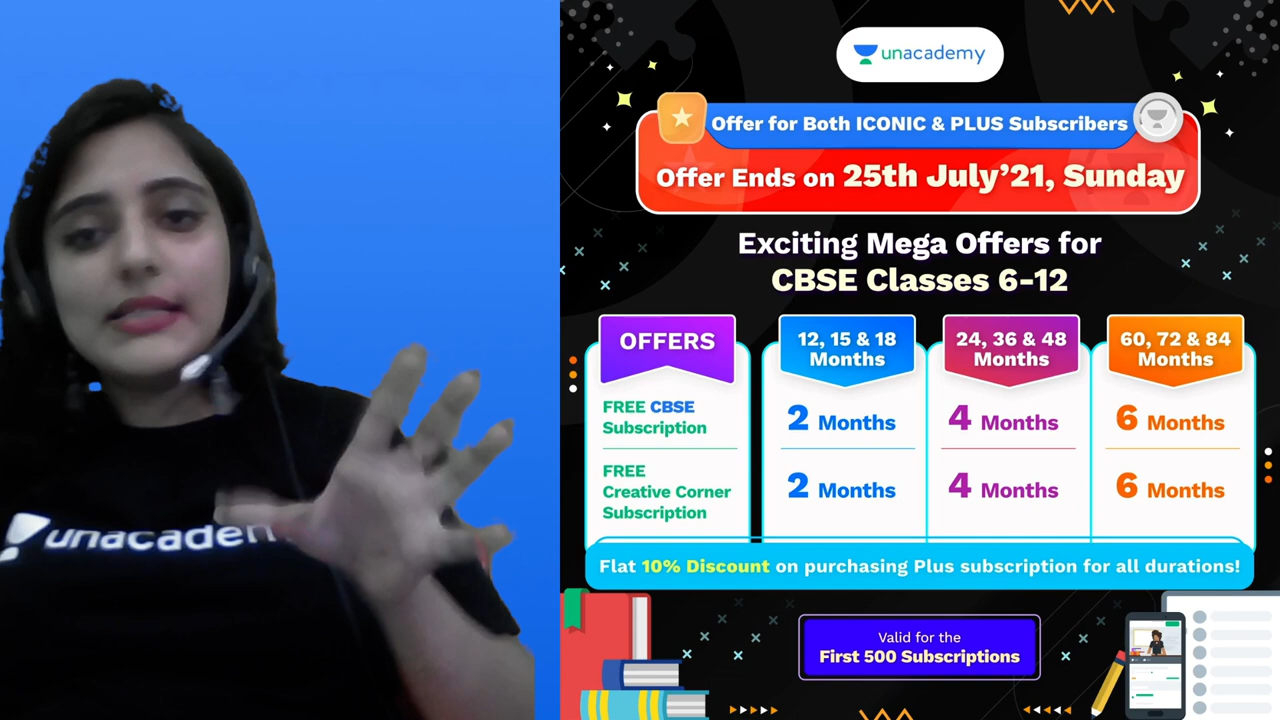 unacademy
Offer for Both ICONIC & PLUS Subscribers
Offer Ends on 25th July’21, Sunday
Exciting Mega Offers for
CBSE Classes 6-12
OFFERS
12, 15 & 18
Months
24, 36 & 48
Months
60, 72 & 84
Months
FREE CBSE
Subscription
2 Months
4 Months
6 Months
FREE
Creative Corner
Subscription
2 Months
4 Months
6 Months
Flat 10% Discount on purchasing Plus subscription for all durations!
Valid for the
First 500 Subscriptions
unacadem